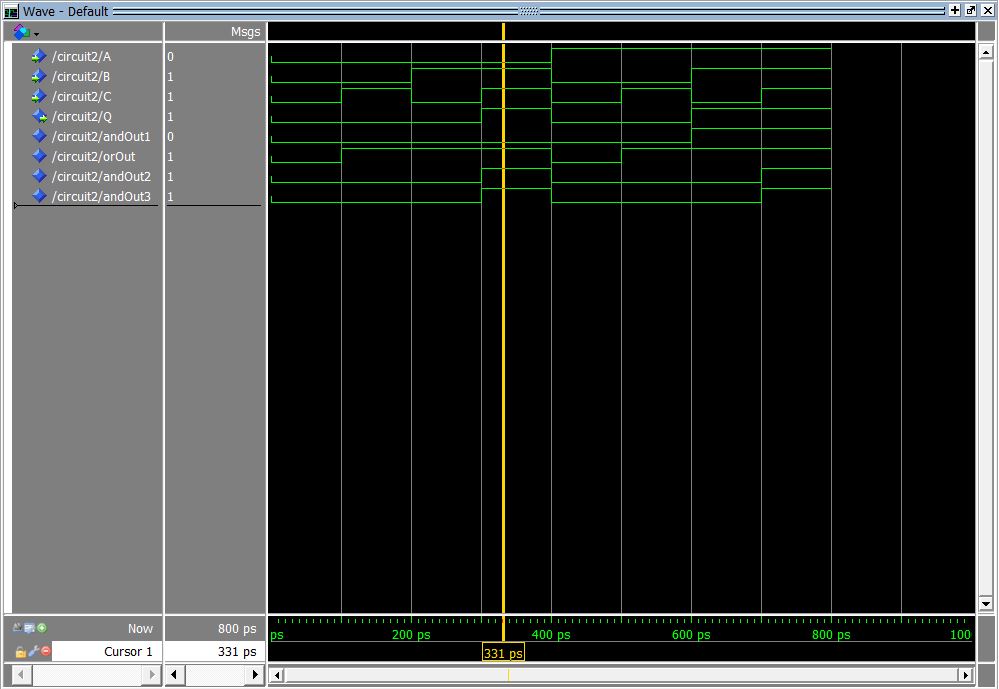 Wave - Default
Msgs
/circuit2/A 0
/circuit2/B 1
/circuit2/C 1
/circuit2/Q 1
/circuit2/andOut1 0
/circuit2/orOut 1
/circuit2/andOut2 1
/circuit2/andOut3 1
Now 800 ps
ps 200 ps 400 ps 600 ps 800 ps 100
Cursor 1 331 ps
331 ps